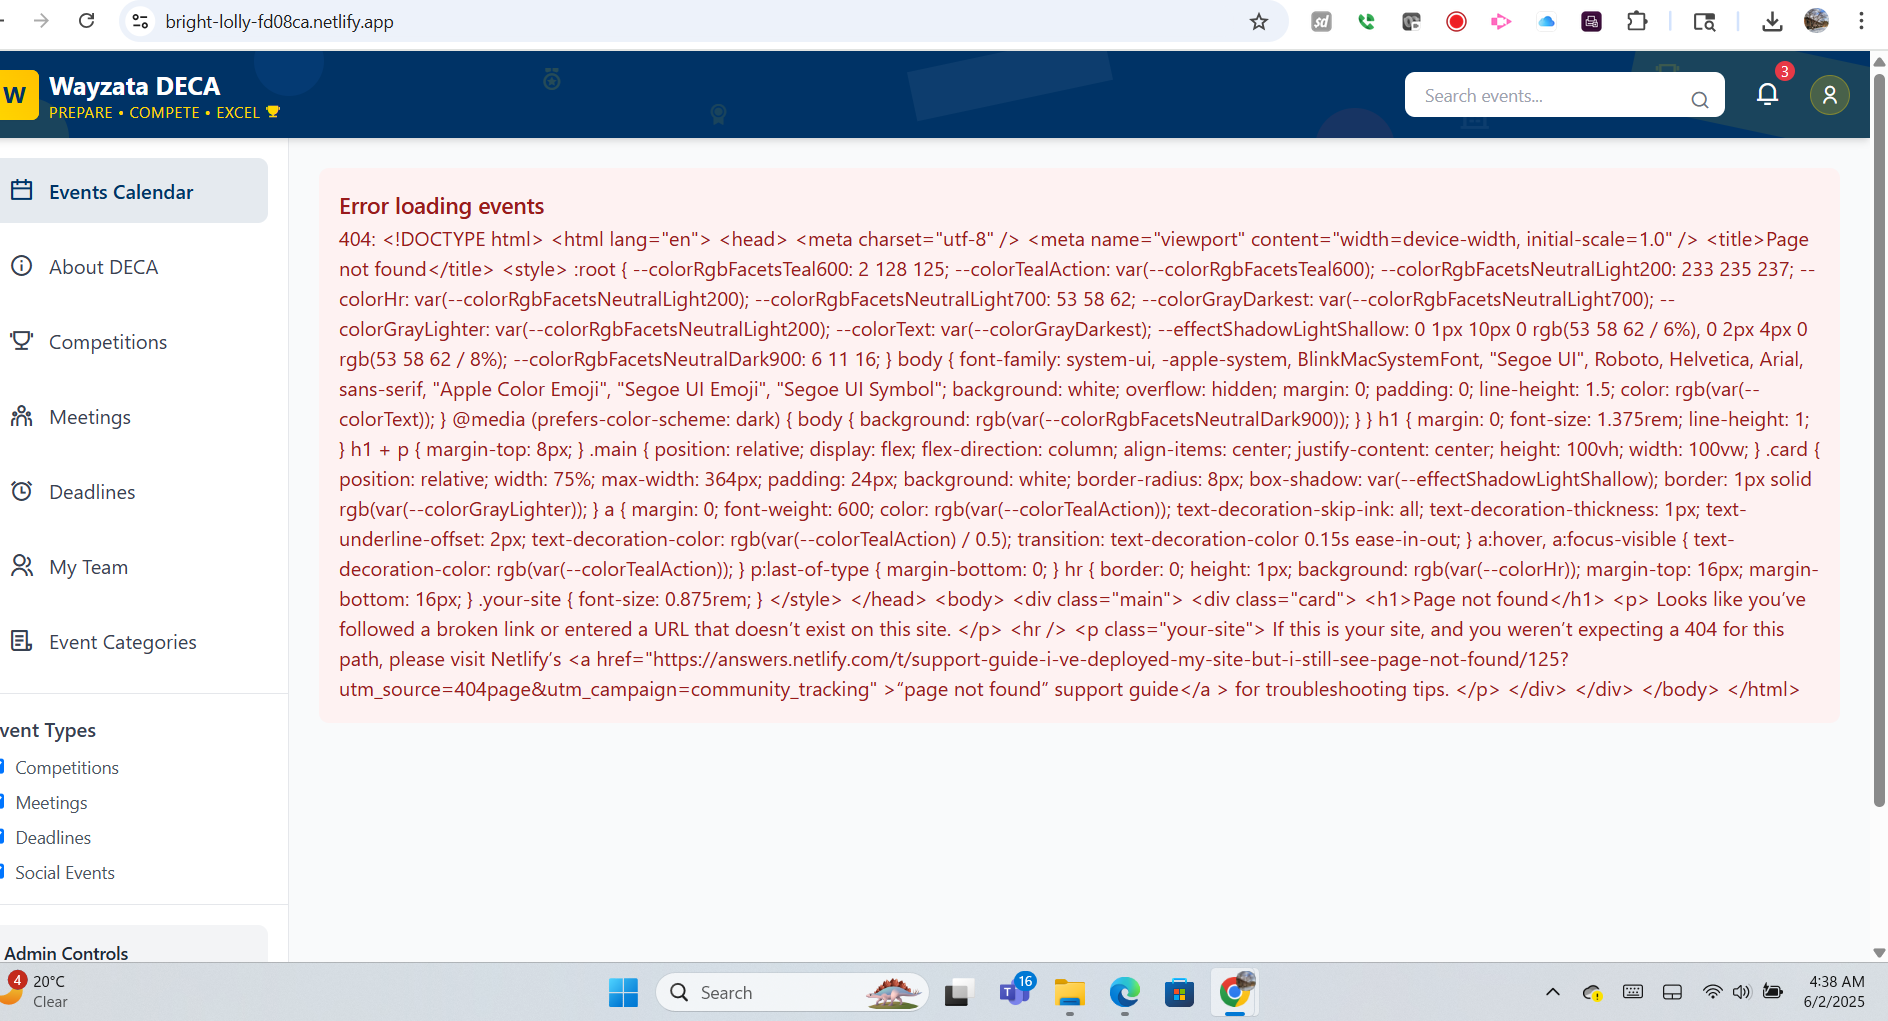 bright-lolly-fd08ca.netlify.app
W
Wayzata DECA
PREPARE • COMPETE • EXCEL 🏆
Search events...
3
Events Calendar
About DECA
Competitions
Meetings
Deadlines
My Team
Event Categories
vent Types
Competitions
Meetings
Deadlines
Social Events
Admin Controls
Error loading events
404: <!DOCTYPE html> <html lang="en"> <head> <meta charset="utf-8" /> <meta name="viewport" content="width=device-width, initial-scale=1.0" /> <title>Page
not found</title> <style> :root { --colorRgbFacetsTeal600: 2 128 125; --colorTealAction: var(--colorRgbFacetsTeal600); --colorRgbFacetsNeutralLight200: 233 235 237; --
colorHr: var(--colorRgbFacetsNeutralLight200); --colorRgbFacetsNeutralLight700: 53 58 62; --colorGrayDarkest: var(--colorRgbFacetsNeutralLight700); --
colorGrayLighter: var(--colorRgbFacetsNeutralLight200); --colorText: var(--colorGrayDarkest); --effectShadowLightShallow: 0 1px 10px 0 rgb(53 58 62 / 6%), 0 2px 4px 0
rgb(53 58 62 / 8%); --colorRgbFacetsNeutralDark900: 6 11 16; } body { font-family: system-ui, -apple-system, BlinkMacSystemFont, "Segoe UI", Roboto, Helvetica, Arial,
sans-serif, "Apple Color Emoji", "Segoe UI Emoji", "Segoe UI Symbol"; background: white; overflow: hidden; margin: 0; padding: 0; line-height: 1.5; color: rgb(var(--
colorText)); } @media (prefers-color-scheme: dark) { body { background: rgb(var(--colorRgbFacetsNeutralDark900)); } } h1 { margin: 0; font-size: 1.375rem; line-height: 1;
} h1 + p { margin-top: 8px; } .main { position: relative; display: flex; flex-direction: column; align-items: center; justify-content: center; height: 100vh; width: 100vw; } .card {
position: relative; width: 75%; max-width: 364px; padding: 24px; background: white; border-radius: 8px; box-shadow: var(--effectShadowLightShallow); border: 1px solid
rgb(var(--colorGrayLighter)); } a { margin: 0; font-weight: 600; color: rgb(var(--colorTealAction)); text-decoration-skip-ink: all; text-decoration-thickness: 1px; text-
underline-offset: 2px; text-decoration-color: rgb(var(--colorTealAction) / 0.5); transition: text-decoration-color 0.15s ease-in-out; } a:hover, a:focus-visible { text-
decoration-color: rgb(var(--colorTealAction)); } p:last-of-type { margin-bottom: 0; } hr { border: 0; height: 1px; background: rgb(var(--colorHr)); margin-top: 16px; margin-
bottom: 16px; } .your-site { font-size: 0.875rem; } </style> </head> <body> <div class="main"> <div class="card"> <h1>Page not found</h1> <p> Looks like you’ve
followed a broken link or entered a URL that doesn’t exist on this site. </p> <hr /> <p class="your-site"> If this is your site, and you weren’t expecting a 404 for this
path, please visit Netlify’s <a href="https://answers.netlify.com/t/support-guide-i-ve-deployed-my-site-but-i-still-see-page-not-found/125?
utm_source=404page&utm_campaign=community_tracking" >“page not found” support guide</a > for troubleshooting tips. </p> </div> </div> </body> </html>
4
20°C
Clear
Search
16
4:38 AM
6/2/2025